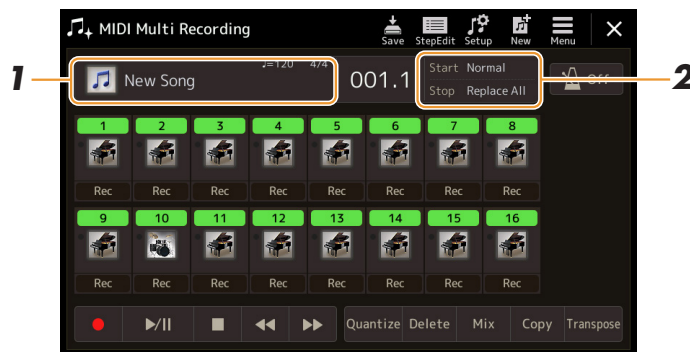 MIDI Multi Recording
Save StepEdit Setup New Menu
1
New Song
♩=120 4/4
001.1
Start Normal
Stop Replace All
Off
2
1 2 3 4 5 6 7 8
Rec Rec Rec Rec Rec Rec Rec Rec
9 10 11 12 13 14 15 16
Rec Rec Rec Rec Rec Rec Rec Rec
Quantize Delete Mix Copy Transpose